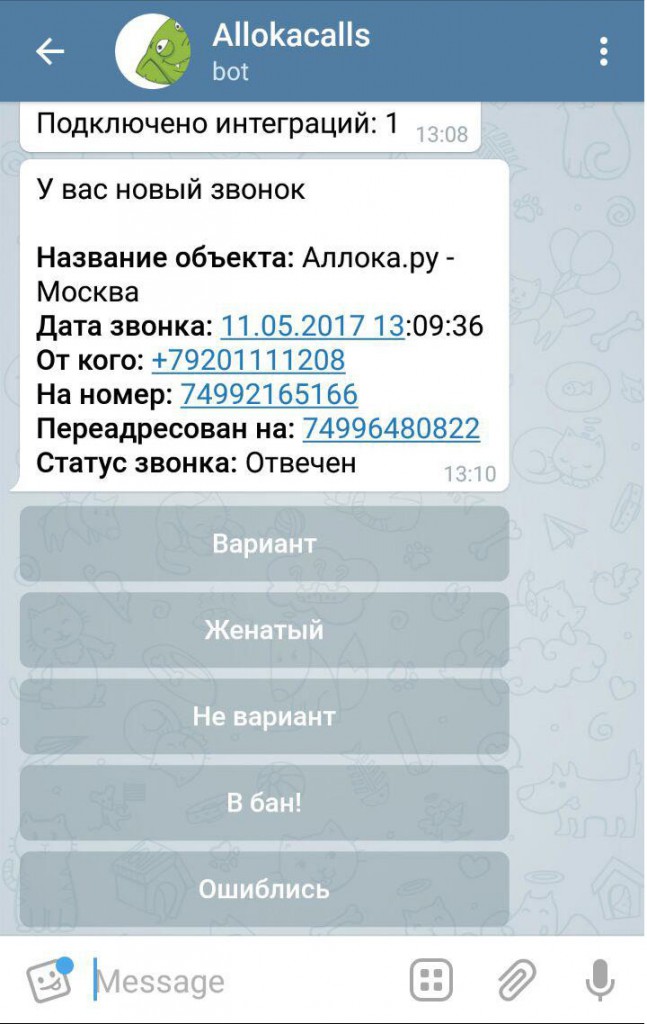 Allokacalls
bot
Подключено интеграций: 1 13:08
У вас новый звонок
Название объекта: Аллока.ру -
Москва
Дата звонка: 11.05.2017 13:09:36
От кого: +79201111208
На номер: 74992165166
Переадресован на: 74996480822
Статус звонка: Отвечен 13:10
Вариант
Женатый
Не вариант
В бан!
Ошиблись
Message